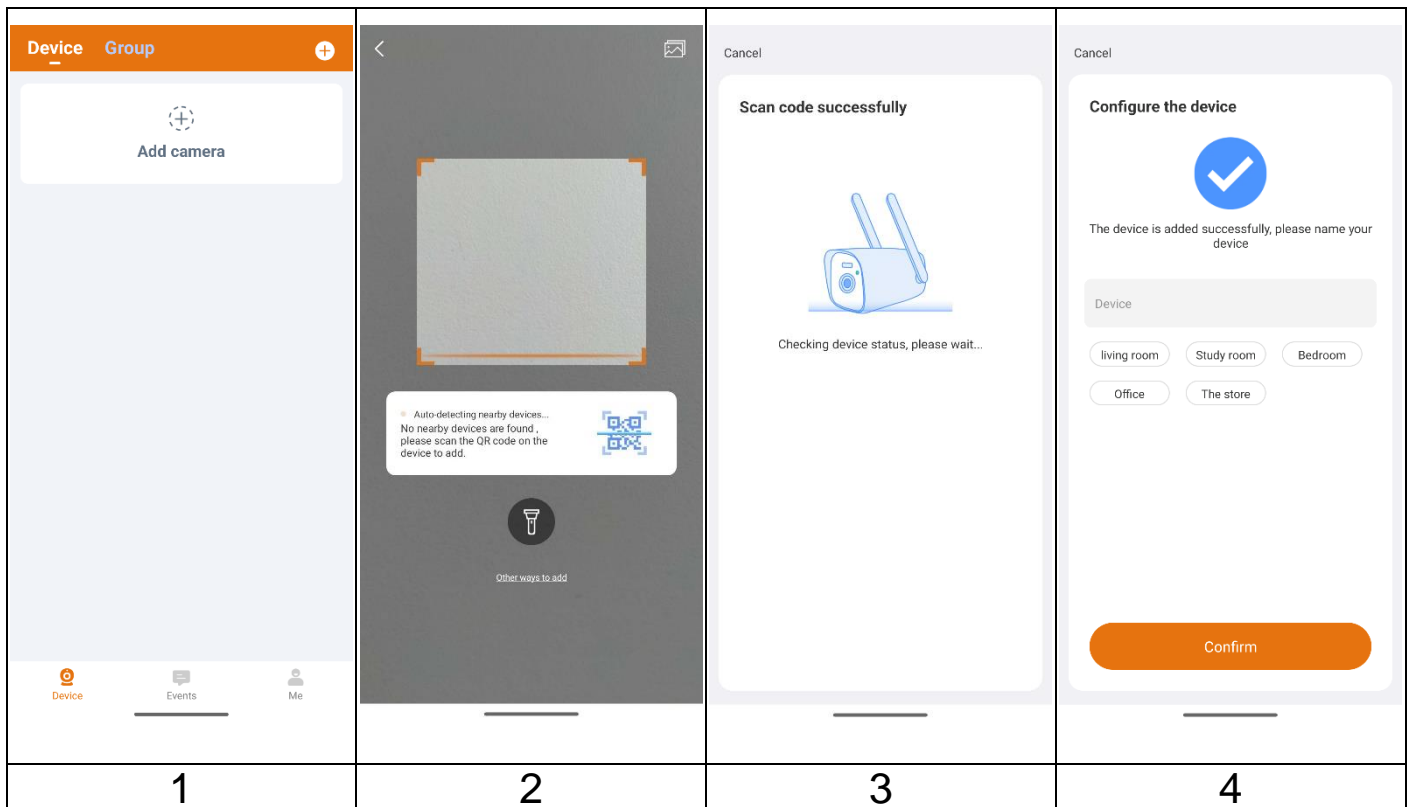 Device Group
Add camera
Device Events Me
Auto-detecting nearby devices...
No nearby devices are found ,
please scan the QR code on the
device to add.
Other ways to add
Cancel
Scan code successfully
Checking device status, please wait...
Cancel
Configure the device
The device is added successfully, please name your
device
Device
living room Study room Bedroom
Office The store
Confirm
1 2 3 4